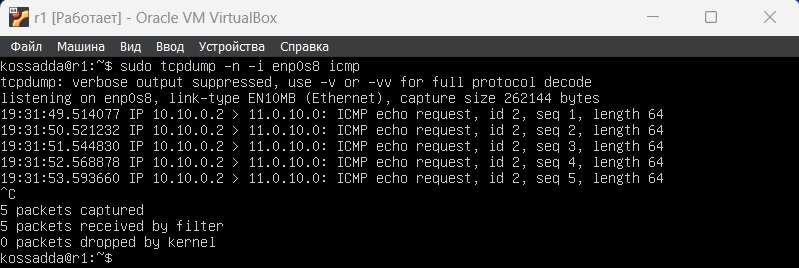 r1 [Работает] - Oracle VM VirtualBox
Файл Машина Вид Ввод Устройства Справка
kossadda@r1:~$ sudo tcpdump -n -i enp0s8 icmp
tcpdump: verbose output suppressed, use -v or -vv for full protocol decode
listening on enp0s8, link-type EN10MB (Ethernet), capture size 262144 bytes
19:31:49.514077 IP 10.10.0.2 > 11.0.10.0: ICMP echo request, id 2, seq 1, length 64
19:31:50.521232 IP 10.10.0.2 > 11.0.10.0: ICMP echo request, id 2, seq 2, length 64
19:31:51.544830 IP 10.10.0.2 > 11.0.10.0: ICMP echo request, id 2, seq 3, length 64
19:31:52.568878 IP 10.10.0.2 > 11.0.10.0: ICMP echo request, id 2, seq 4, length 64
19:31:53.593660 IP 10.10.0.2 > 11.0.10.0: ICMP echo request, id 2, seq 5, length 64
^C
5 packets captured
5 packets received by filter
0 packets dropped by kernel
kossadda@r1:~$